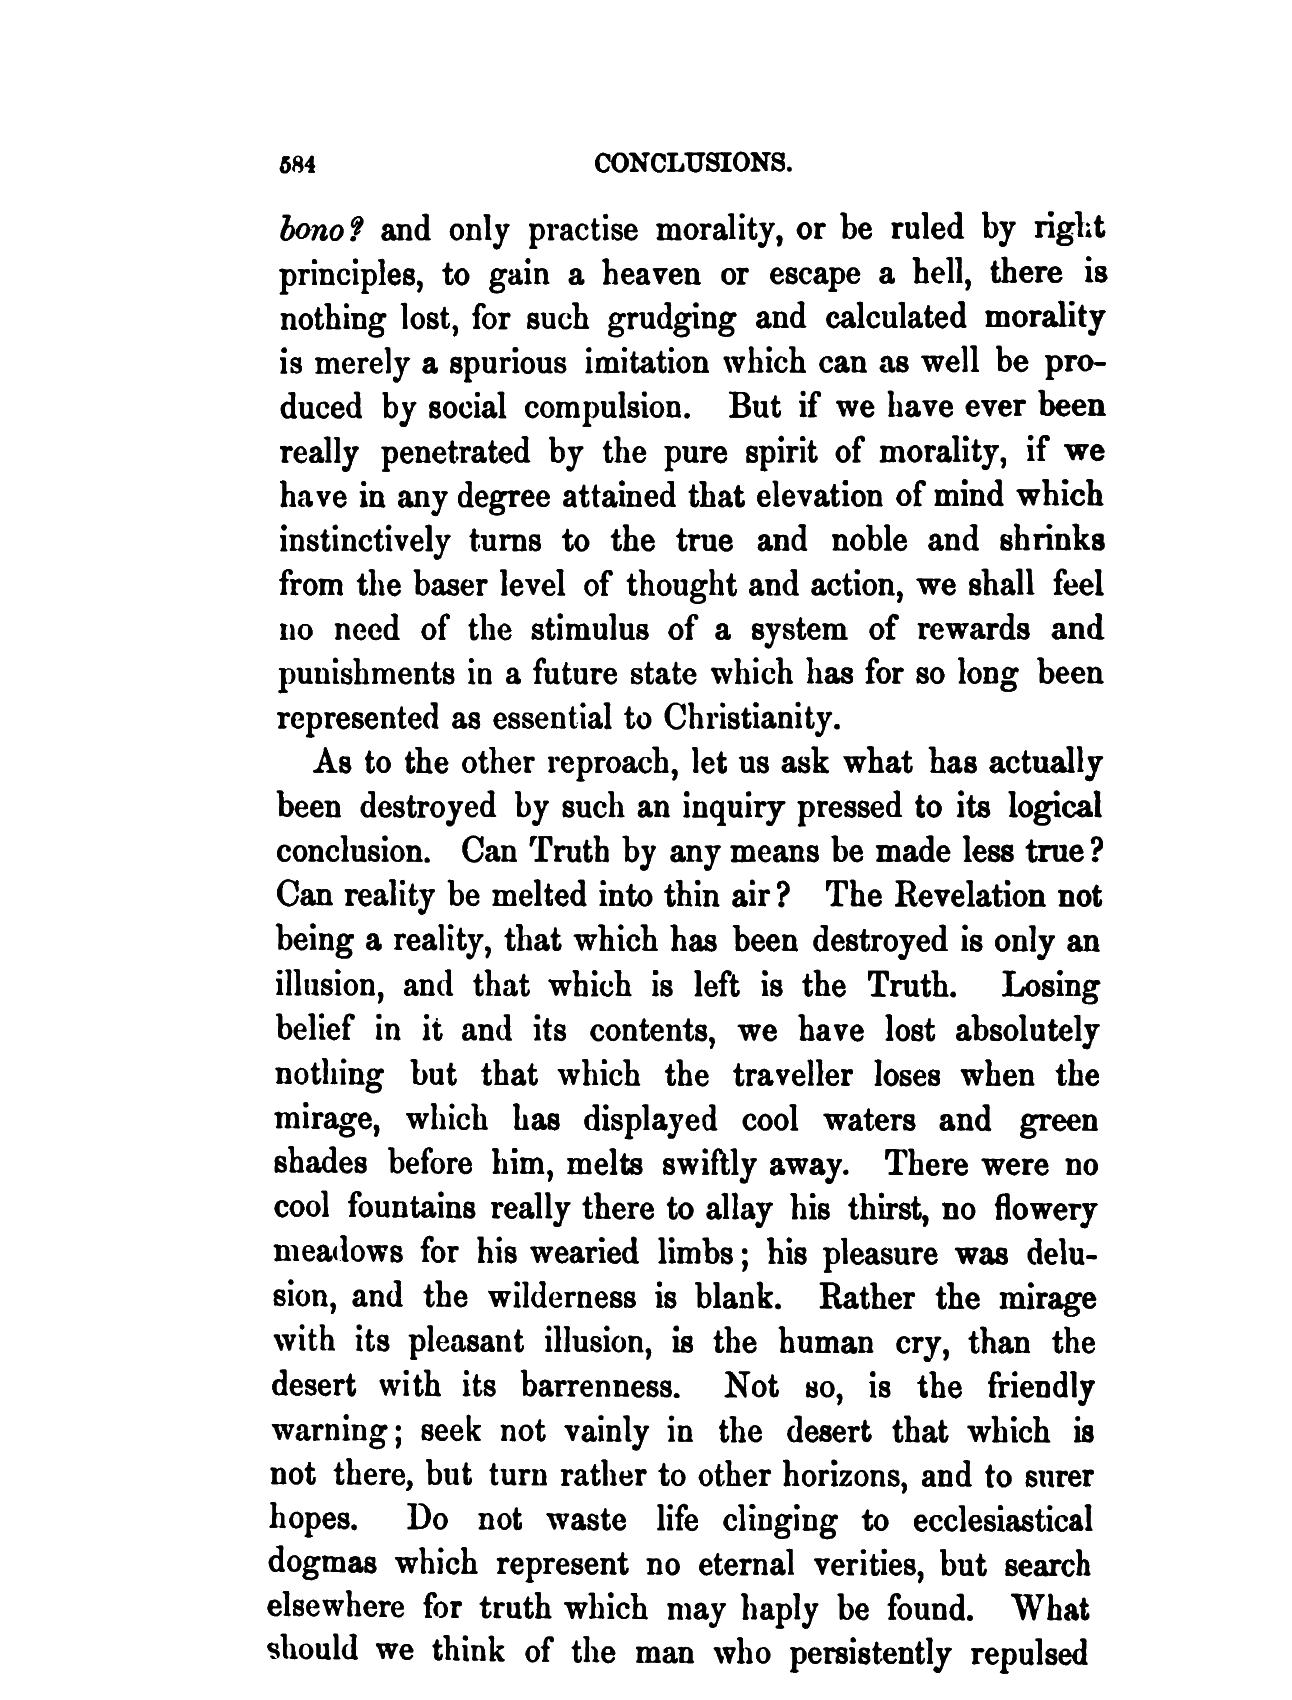 584 CONCLUSIONS.
bono? and only practise morality, or be ruled by right
principles, to gain a heaven or escape a hell, there is
nothing lost, for such grudging and calculated morality
is merely a spurious imitation which can as well be pro-
duced by social compulsion. But if we have ever been
really penetrated by the pure spirit of morality, if we
have in any degree attained that elevation of mind which
instinctively turns to the true and noble and shrinks
from the baser level of thought and action, we shall feel
no need of the stimulus of a system of rewards and
punishments in a future state which has for so long been
represented as essential to Christianity.
As to the other reproach, let us ask what has actually
been destroyed by such an inquiry pressed to its logical
conclusion. Can Truth by any means be made less true?
Can reality be melted into thin air? The Revelation not
being a reality, that which has been destroyed is only an
illusion, and that which is left is the Truth. Losing
belief in it and its contents, we have lost absolutely
nothing but that which the traveller loses when the
mirage, which has displayed cool waters and green
shades before him, melts swiftly away. There were no
cool fountains really there to allay his thirst, no flowery
meadows for his wearied limbs; his pleasure was delu-
sion, and the wilderness is blank. Rather the mirage
with its pleasant illusion, is the human cry, than the
desert with its barrenness. Not so, is the friendly
warning; seek not vainly in the desert that which is
not there, but turn rather to other horizons, and to surer
hopes. Do not waste life clinging to ecclesiastical
dogmas which represent no eternal verities, but search
elsewhere for truth which may haply be found. What
should we think of the man who persistently repulsed